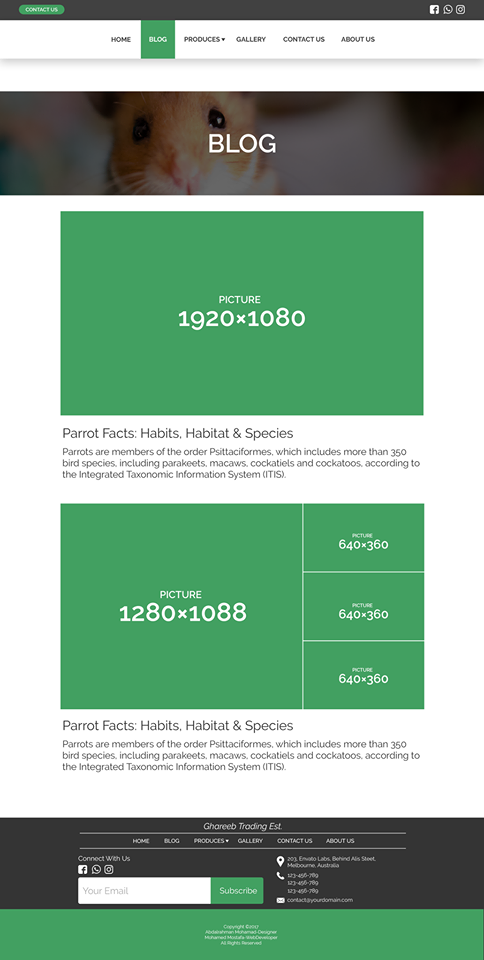 CONTACT US
HOME BLOG PRODUCES GALLERY CONTACT US ABOUT US
BLOG
PICTURE
1920×1080
Parrot Facts: Habits, Habitat & Species
Parrots are members of the order Psittaciformes, which includes more than 350
bird species, including parakeets, macaws, cockatiels and cockatoos, according to
the Integrated Taxonomic Information System (ITIS).
PICTURE
1280×1088
PICTURE
640×360
PICTURE
640×360
PICTURE
640×360
Parrot Facts: Habits, Habitat & Species
Parrots are members of the order Psittaciformes, which includes more than 350
bird species, including parakeets, macaws, cockatiels and cockatoos, according to
the Integrated Taxonomic Information System (ITIS).
Ghareeb Trading Est.
HOME BLOG PRODUCES GALLERY CONTACT US ABOUT US
Connect With Us
Your Email
Subscribe
203, Envato Labs, Behind Alis Steet,
Melbourne, Australia
123-456-789
123-456-789
123-456-789
contact@yourdomain.com
Copyright ©2017
Abdelrahman Mohamed-Designer
Mohamed Mostafa-WebDeveloper
All Rights Reserved